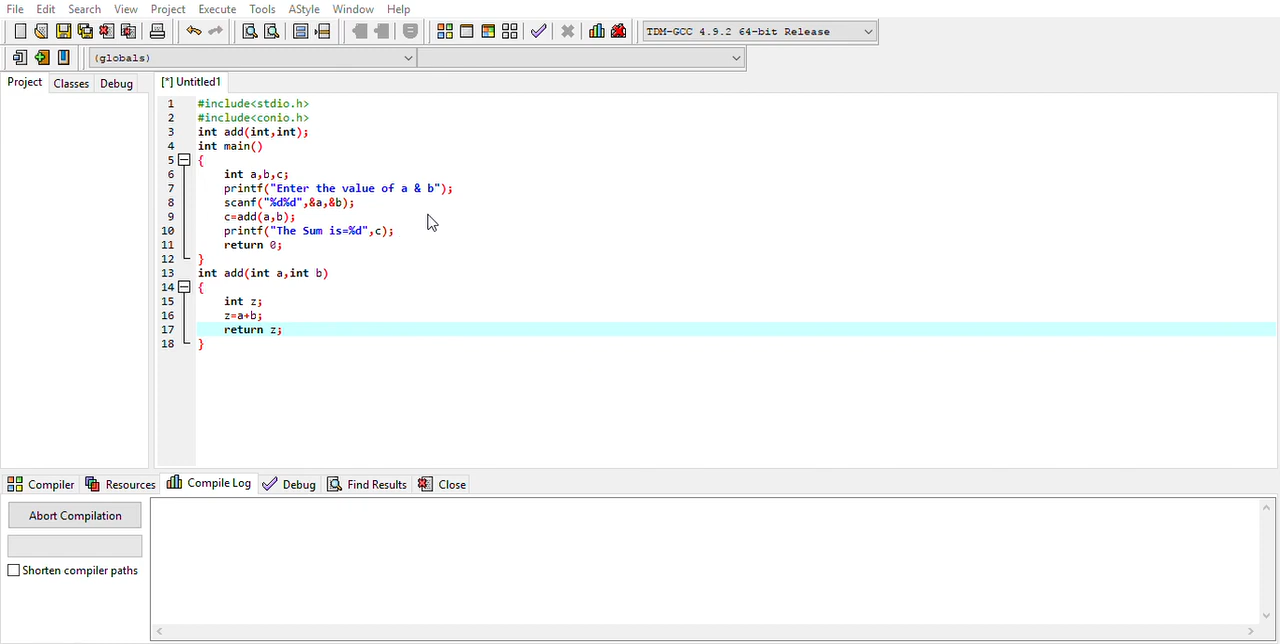 File Edit Search View Project Execute Tools AStyle Window Help
TDM-GCC 4.9.2 64-bit Release
(globals)
Project Classes Debug [*] Untitled1
1 #include<stdio.h>
2 #include<conio.h>
3 int add(int,int);
4 int main()
5 {
6 int a,b,c;
7 printf("Enter the value of a & b");
8 scanf("%d%d",&a,&b);
9 c=add(a,b);
10 printf("The Sum is=%d",c);
11 return 0;
12 }
13 int add(int a,int b)
14 {
15 int z;
16 z=a+b;
17 return z;
18 }
Compiler Resources Compile Log Debug Find Results Close
Abort Compilation
Shorten compiler paths